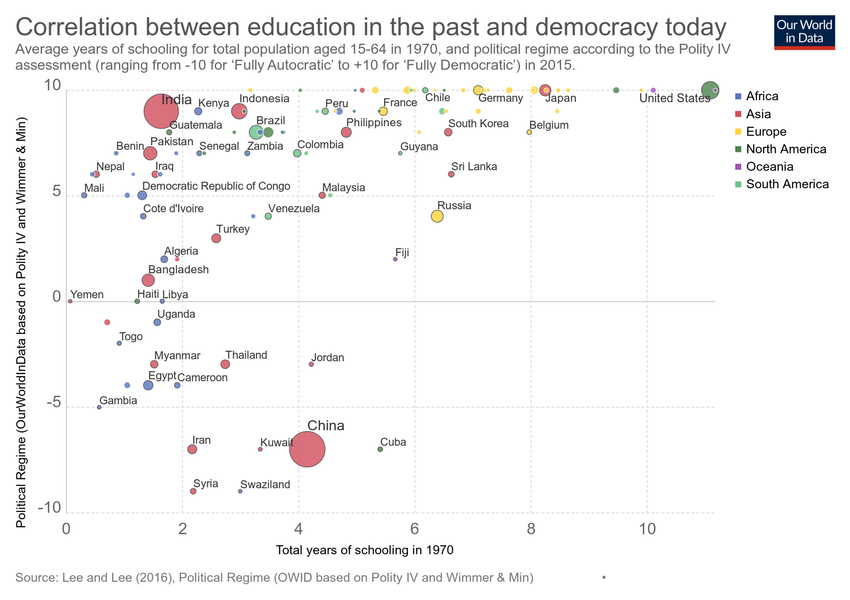 Correlation between education in the past and democracy today
Our World
in Data
Average years of schooling for total population aged 15-64 in 1970, and political regime according to the Polity IV
assessment (ranging from -10 for 'Fully Autocratic' to +10 for 'Fully Democratic') in 2015.
Political Regime (OurWorldInData based on Polity IV and Wimmer & Min)
10
5
0
-5
-10
India
Kenya
Indonesia
Peru
France
Chile
Germany
Japan
United States
Guatemala
Brazil
Philippines
South Korea
Belgium
Benin
Pakistan
Senegal
Zambia
Colombia
Guyana
Nepal
Iraq
Sri Lanka
Mali
Democratic Republic of Congo
Malaysia
Cote d'Ivoire
Venezuela
Russia
Turkey
Algeria
Fiji
Bangladesh
Yemen
Haiti
Libya
Uganda
Togo
Myanmar
Thailand
Jordan
Egypt
Cameroon
Gambia
China
Iran
Kuwait
Cuba
Syria
Swaziland
Africa
Asia
Europe
North America
Oceania
South America
0
2
4
6
8
10
Total years of schooling in 1970
Source: Lee and Lee (2016), Political Regime (OWID based on Polity IV and Wimmer & Min)
•